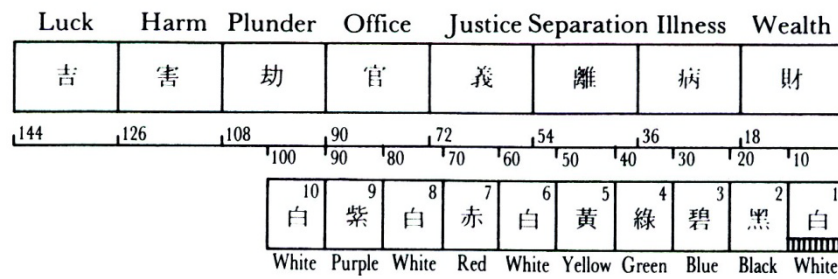 Luck Harm Plunder Office Justice Separation Illness Wealth
吉 害 劫 官 義 離 病 財
144 126 108 90 72 54 36 18
100 90 80 70 60 50 40 30 20 10
10 9 8 7 6 5 4 3 2 1
白 紫 白 赤 白 黃 綠 碧 黑 白
White Purple White Red White Yellow Green Blue Black White